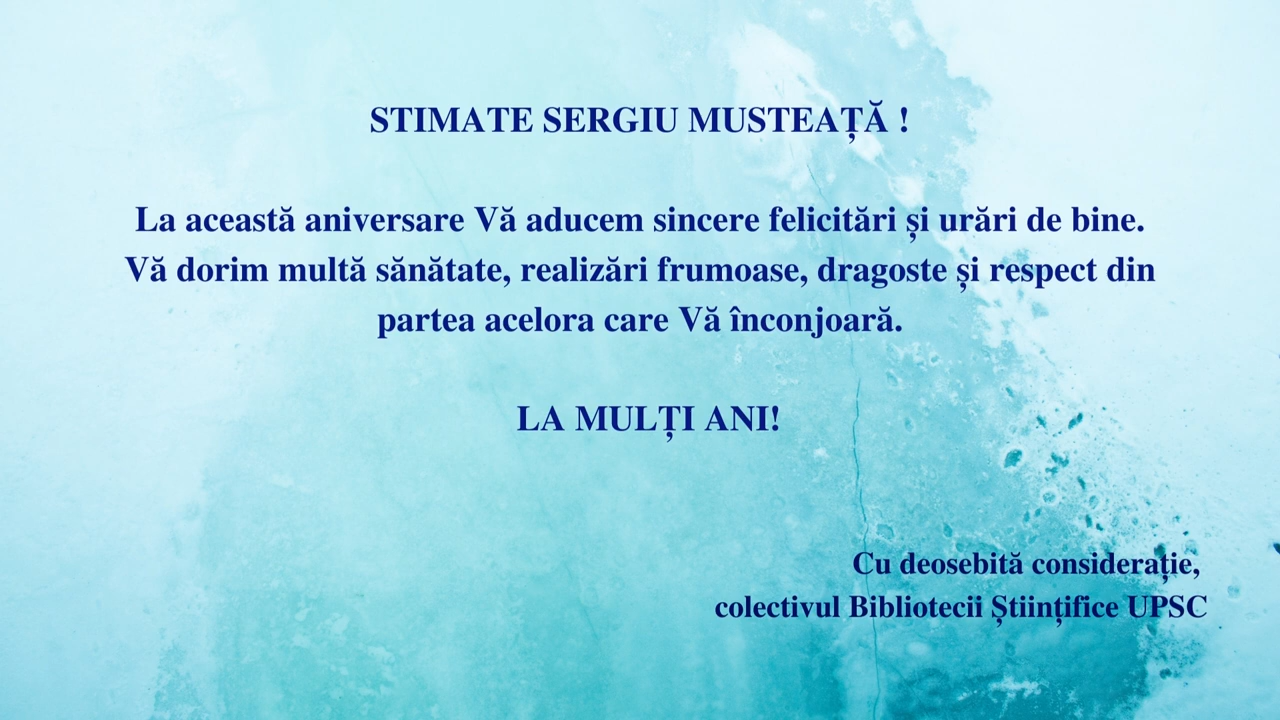 STIMATE SERGIU MUSTEAȚĂ !
La această aniversare Vă aducem sincere felicitări și urări de bine.
Vă dorim multă sănătate, realizări frumoase, dragoste și respect din
partea acelora care Vă înconjoară.
LA MULȚI ANI!
Cu deosebită considerație,
colectivul Bibliotecii Științifice UPSC